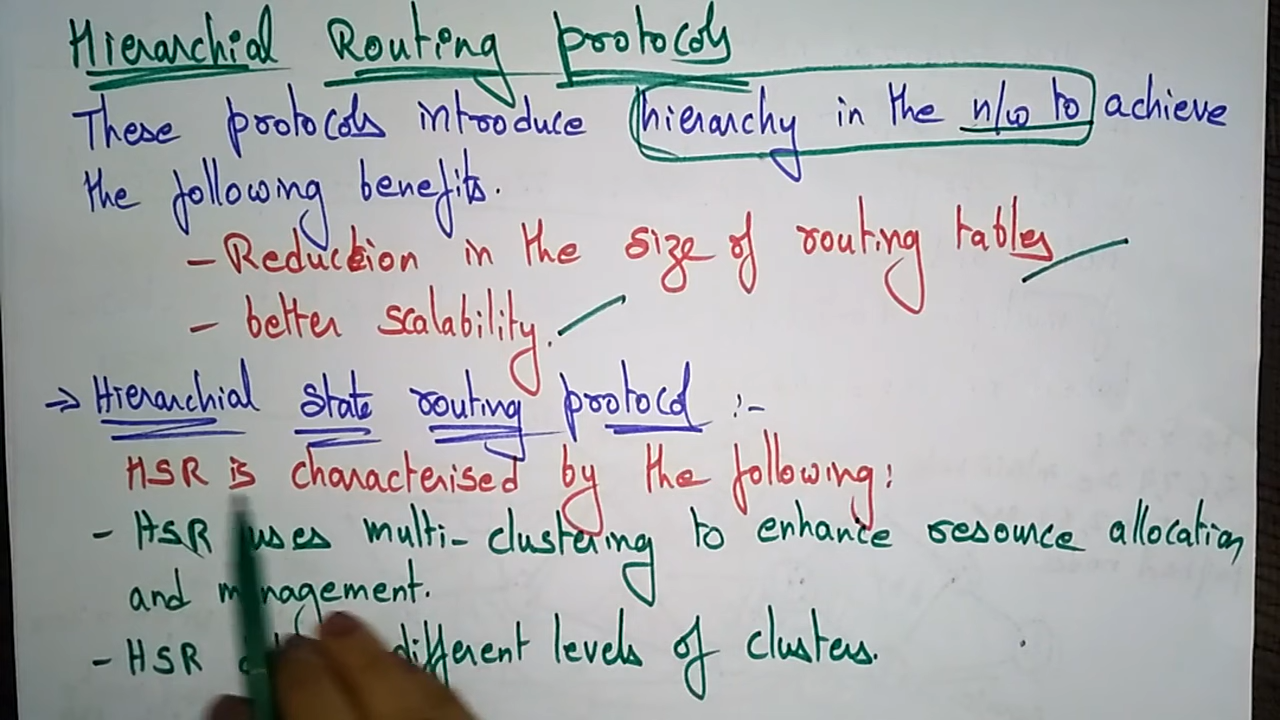 Hierarchial Routing protocols
These protocols introduce hierarchy in the n/w to achieve
the following benefits.
- Reduction in the size of routing tables
- better scalability.
⇒ Hierarchial state routing protocol :-
HSR is characterised by the following:
- HSR uses multi-clustering to enhance resource allocation
and management.
- HSR different levels of clusters.